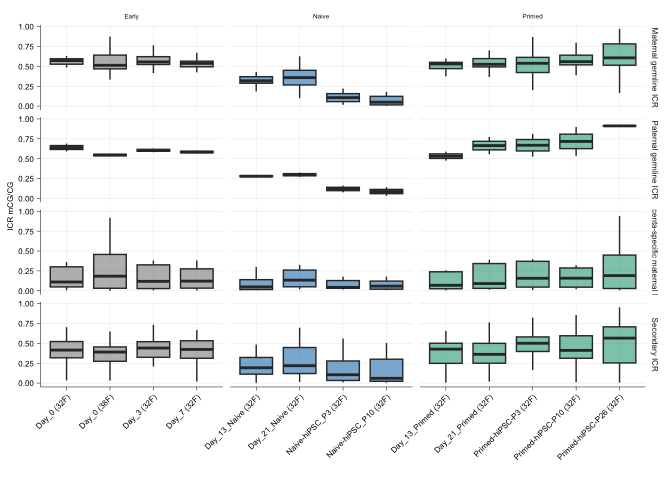 Early Naive Primed
1.00
0.75
0.50
0.25
0.00
Maternal germline ICR
1.00
0.75
0.50
0.25
0.00
Paternal germline ICR
1.00
0.75
0.50
0.25
0.00
centa-specific maternal I
1.00
0.75
0.50
0.25
0.00
Secondary ICR
ICR mCG/CG
Day_0 (32F)
Day_0 (38F)
Day_3 (32F)
Day_7 (32F)
Day_13_Naive (32F)
Day_21_Naive (32F)
Naive-hiPSC_P3 (32F)
Naive-hiPSC_P10 (32F)
Day_13_Primed (32F)
Day_21_Primed (32F)
Primed-hiPSC-P3 (32F)
Primed-hiPSC-P10 (32F)
Primed-hiPSC-P26 (32F)